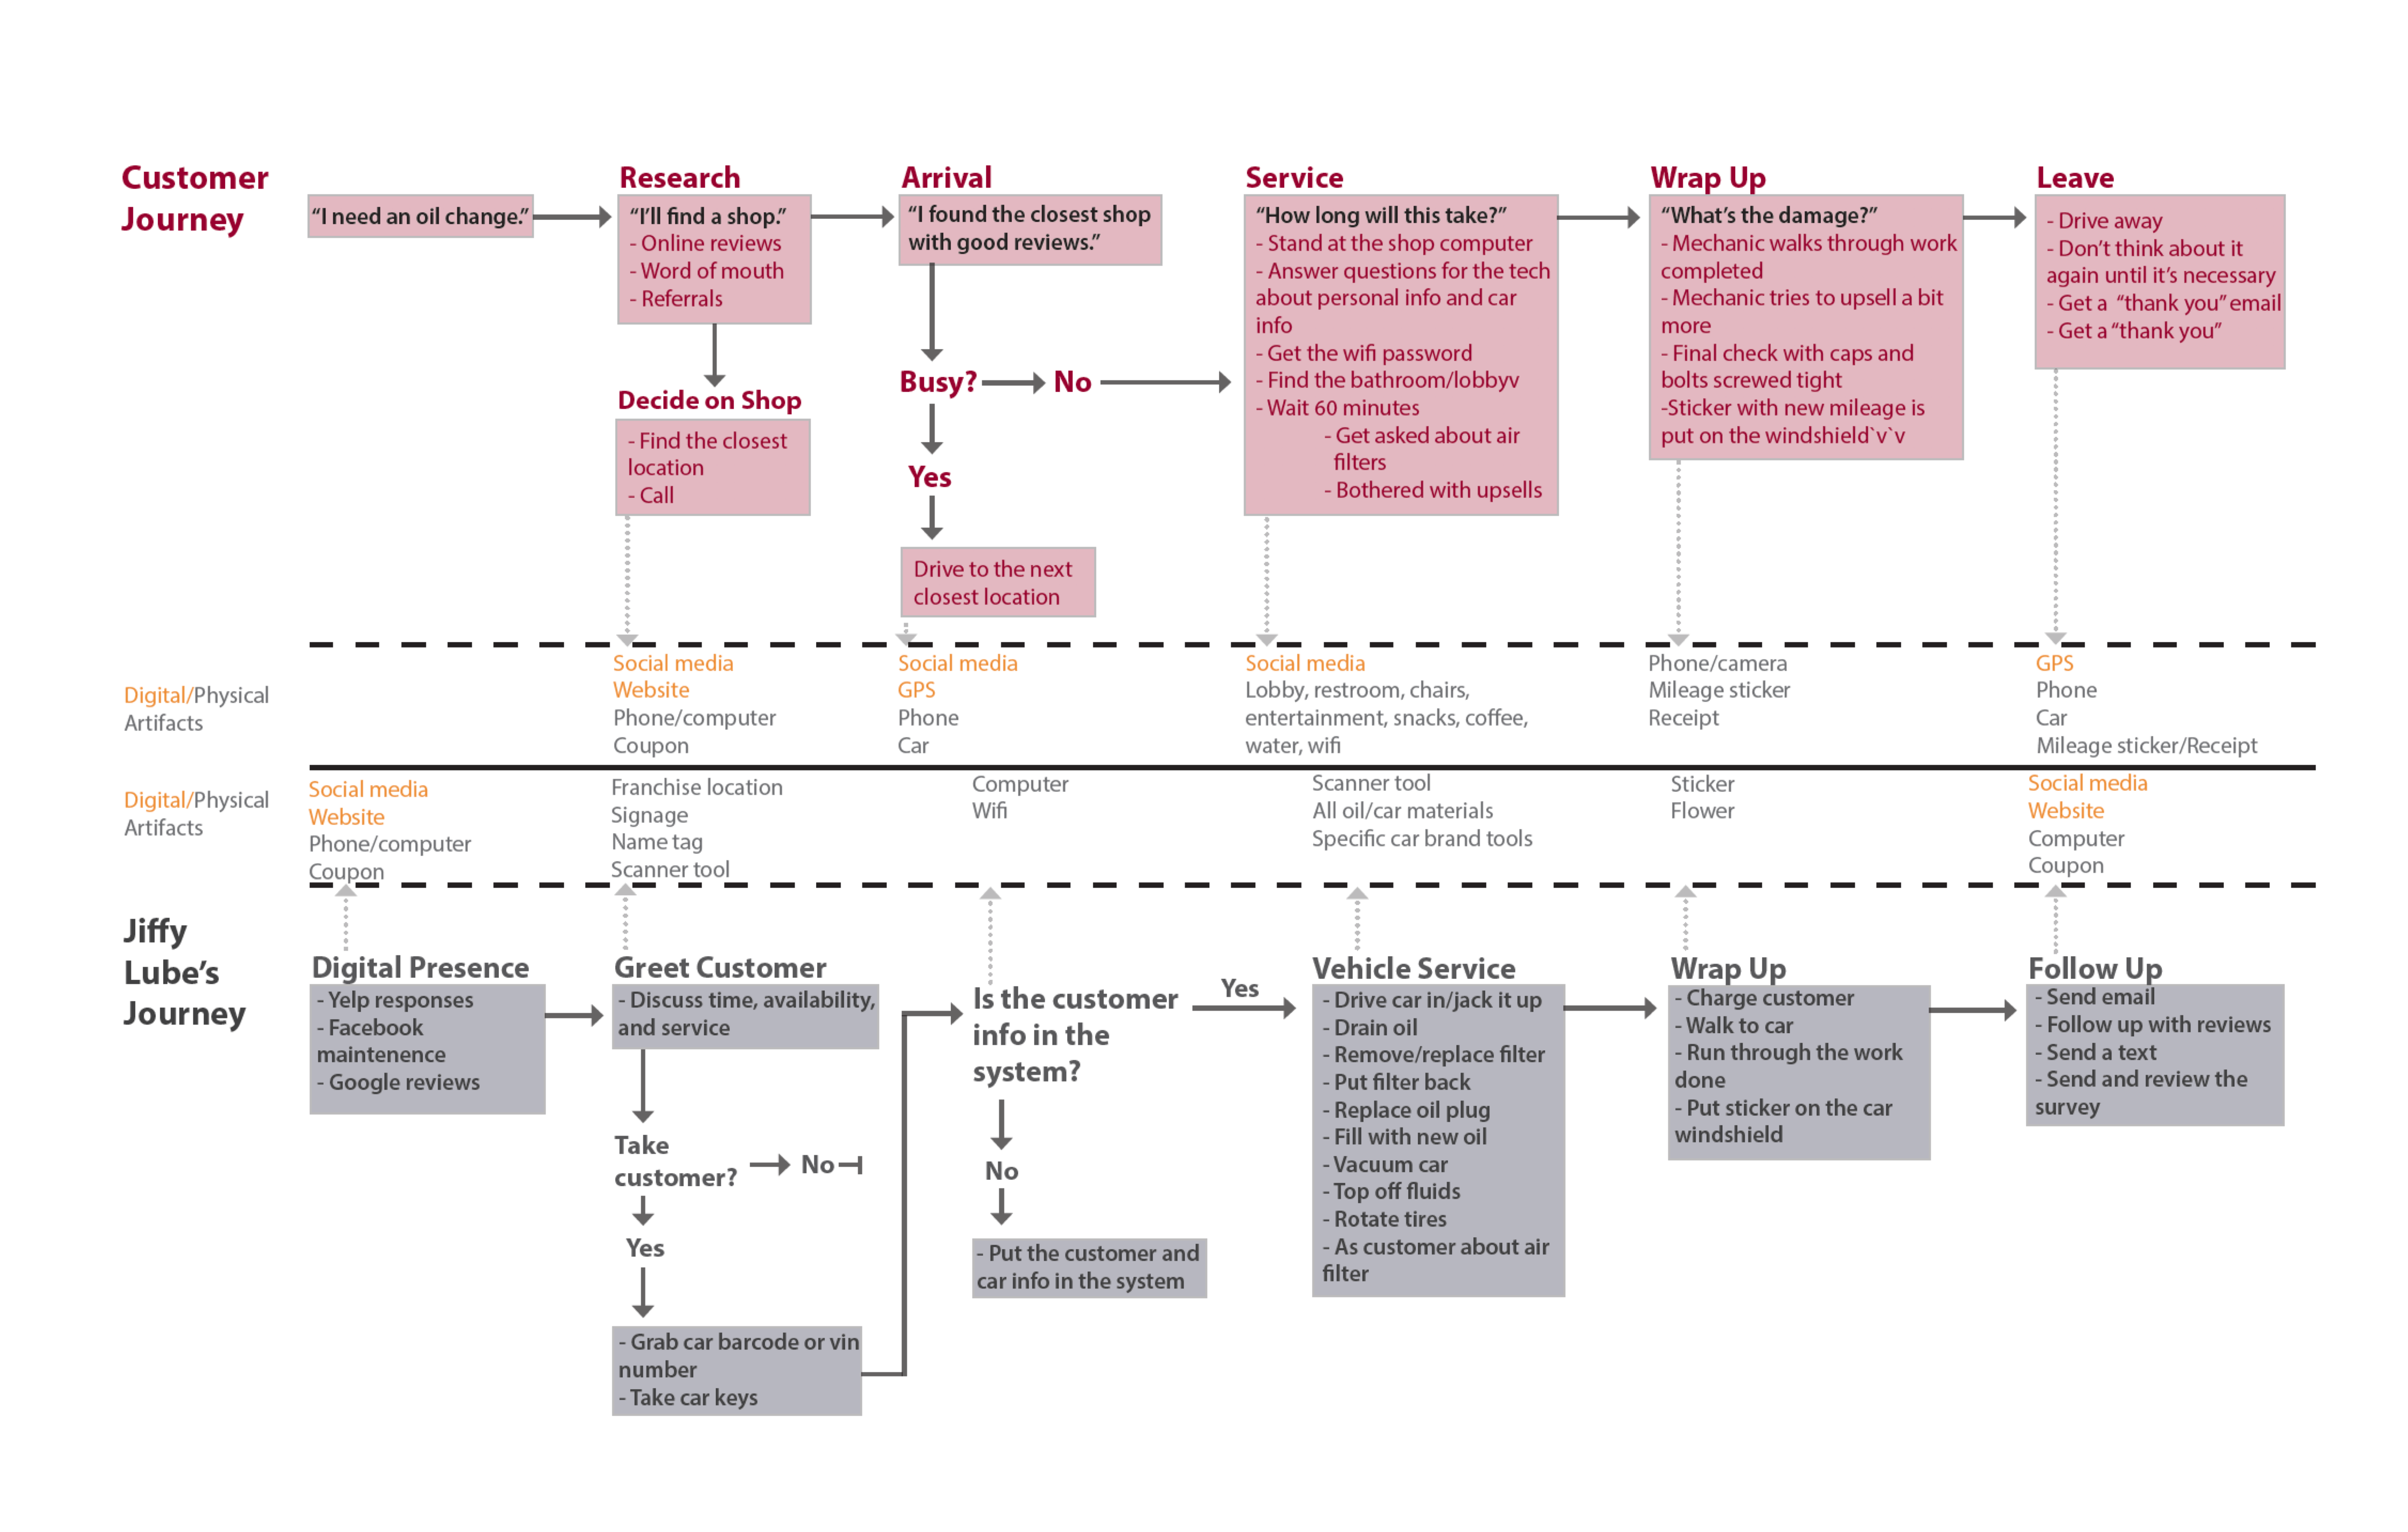 Customer
Journey
“I need an oil change.”
Research
“I’ll find a shop.”
- Online reviews
- Word of mouth
- Referrals
Decide on Shop
- Find the closest
location
- Call
Arrival
“I found the closest shop
with good reviews.”
Busy?
No
Yes
Drive to the next
closest location
Service
“How long will this take?”
- Stand at the shop computer
- Answer questions for the tech
about personal info and car
info
- Get the wifi password
- Find the bathroom/lobbyv
- Wait 60 minutes
- Get asked about air
filters
- Bothered with upsells
Wrap Up
“What’s the damage?”
- Mechanic walks through work
completed
- Mechanic tries to upsell a bit
more
- Final check with caps and
bolts screwed tight
-Sticker with new mileage is
put on the windshield`v`v
Leave
- Drive away
- Don’t think about it
again until it’s necessary
- Get a “thank you” email
- Get a “thank you”
Digital/Physical
Artifacts
Social media
Website
Phone/computer
Coupon
Social media
GPS
Phone
Car
Social media
Lobby, restroom, chairs,
entertainment, snacks, coffee,
water, wifi
Phone/camera
Mileage sticker
Receipt
GPS
Phone
Car
Mileage sticker/Receipt
Digital/Physical
Artifacts
Social media
Website
Phone/computer
Coupon
Franchise location
Signage
Name tag
Scanner tool
Computer
Wifi
Scanner tool
All oil/car materials
Specific car brand tools
Sticker
Flower
Social media
Website
Computer
Coupon
Jiffy
Lube’s
Journey
Digital Presence
- Yelp responses
- Facebook
maintenence
- Google reviews
Greet Customer
- Discuss time, availability,
and service
Take
customer?
No
Yes
- Grab car barcode or vin
number
- Take car keys
Is the customer
info in the
system?
Yes
No
- Put the customer and
car info in the system
Vehicle Service
- Drive car in/jack it up
- Drain oil
- Remove/replace filter
- Put filter back
- Replace oil plug
- Fill with new oil
- Vacuum car
- Top off fluids
- Rotate tires
- As customer about air
filter
Wrap Up
- Charge customer
- Walk to car
- Run through the work
done
- Put sticker on the car
windshield
Follow Up
- Send email
- Follow up with reviews
- Send a text
- Send and review the
survey